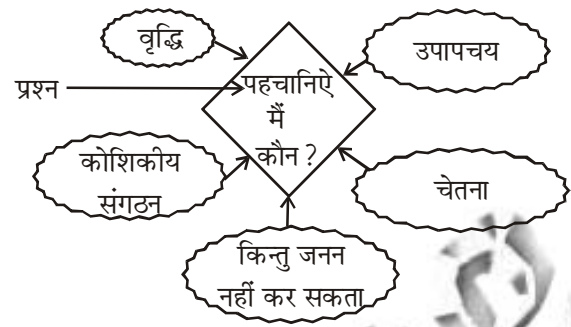 वृद्धि
उपापचय
प्रश्न
पहचानिऐ
मैं
कौन ?
कोशिकीय
संगठन
चेतना
किन्तु जनन
नहीं कर सकता